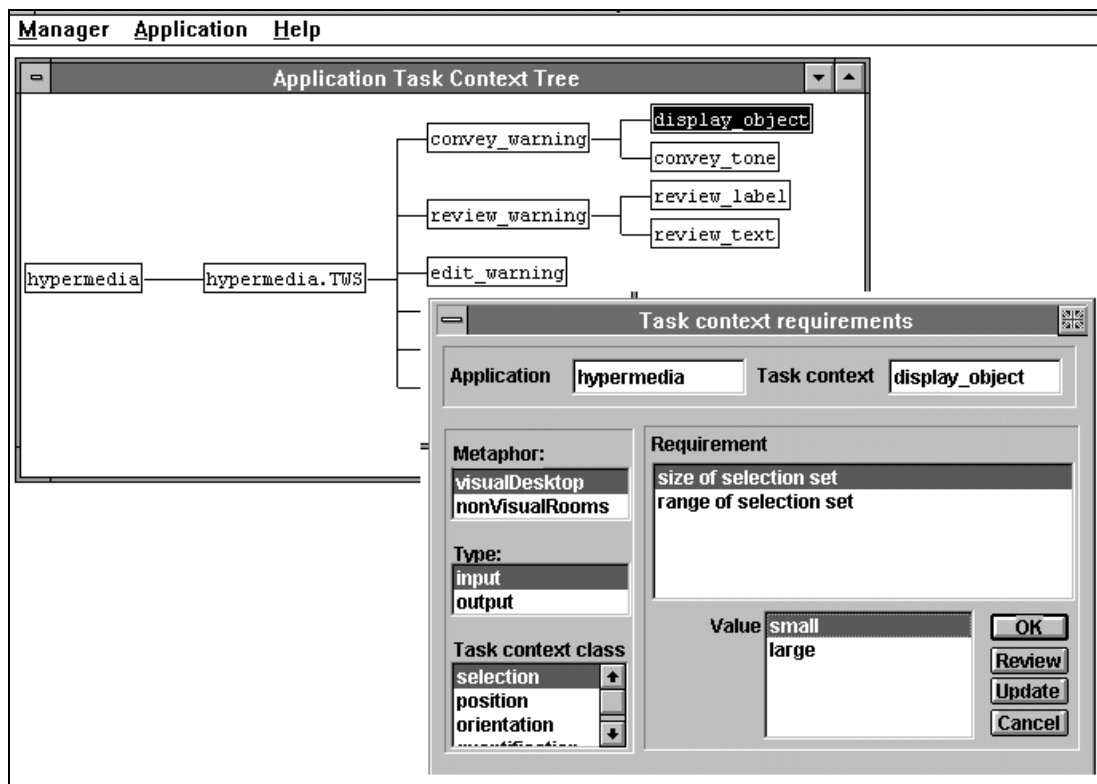 Manager Application Help
Application Task Context Tree
display_object
convey_warning
convey_tone
review_label
review_warning
review_text
edit_warning
hypermedia
hypermedia.TWS
Task context requirements
Application hypermedia Task context display_object
Metaphor:
visualDesktop
nonVisualRooms
Type:
input
output
Task context class
selection
position
orientation
Requirement
size of selection set
range of selection set
Value small
large
OK
Review
Update
Cancel